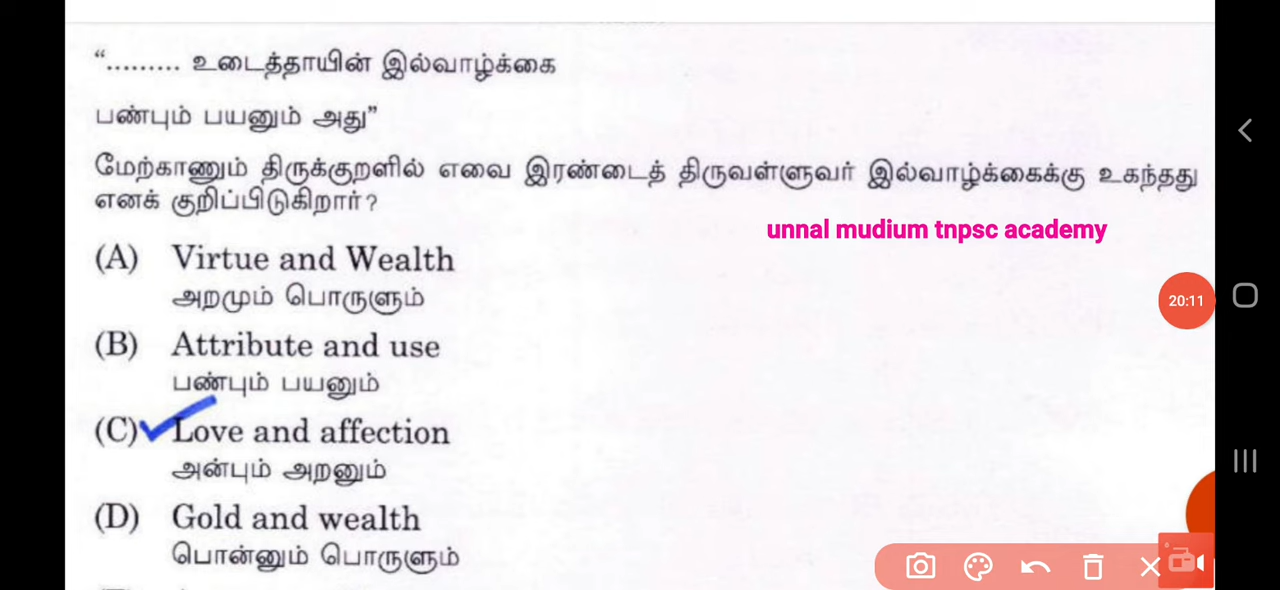 “......... உடைத்தாயின் இல்வாழ்க்கை
பண்பும் பயனும் அது”
மேற்காணும் திருக்குறளில் எவை இரண்டைத் திருவள்ளுவர் இல்வாழ்க்கைக்கு உகந்தது
எனக் குறிப்பிடுகிறார்?
unnal mudium tnpsc academy
(A) Virtue and Wealth
அறமும் பொருளும்
20:11
(B) Attribute and use
பண்பும் பயனும்
(C) Love and affection
அன்பும் அறனும்
(D) Gold and wealth
பொன்னும் பொருளும்